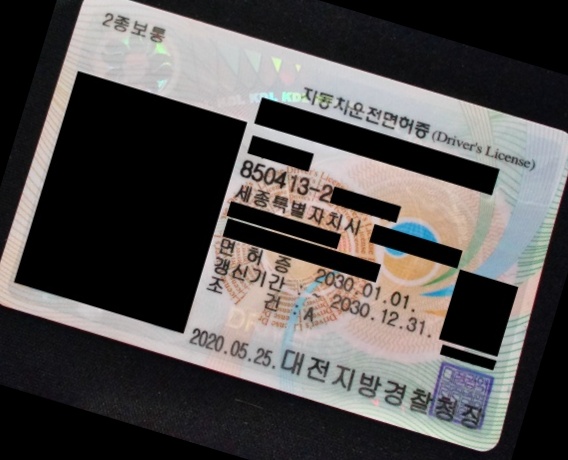 2종보통
자동차운전면허증 (Driver's License)
850413-2
세종특별자치시
면 허 증
갱신기간 : 2030.01.01.
2030.12.31.
조 건 : A
2020.05.25. 대전지방경찰청장